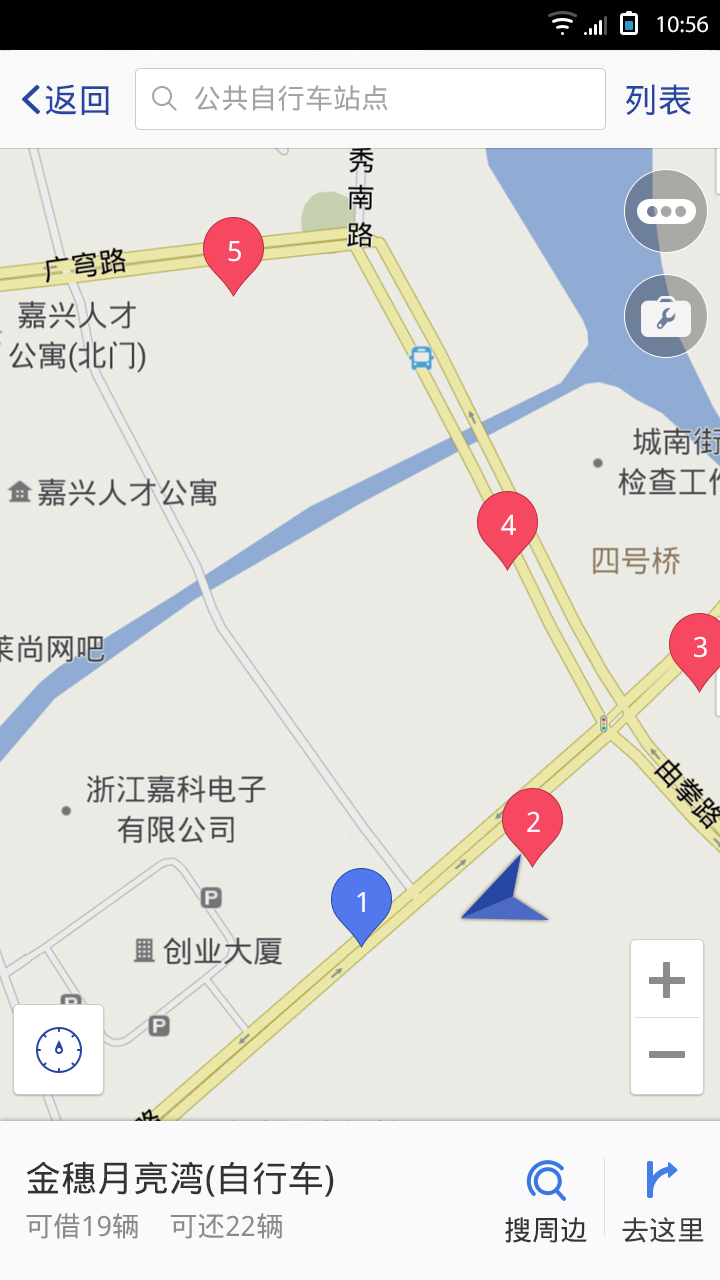 10:56
返回
公共自行车站点
列表
秀南路
广穹路
5
嘉兴人才
公寓(北门)
城南街
检查工作
嘉兴人才公寓
4
四号桥
莱尚网吧
3
由拳路
浙江嘉科电子
有限公司
2
P
1
创业大厦
P
P
路
金穗月亮湾(自行车)
可借19辆 可还22辆
搜周边
去这里